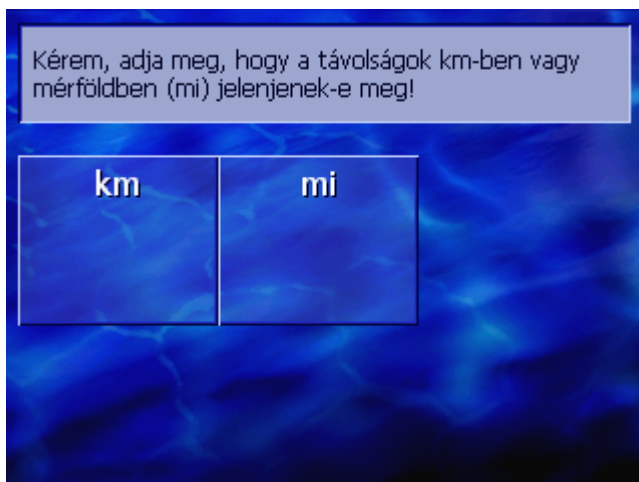 Kérem, adja meg, hogy a távolságok km-ben vagy
mérföldben (mi) jelenjenek-e meg!
km
mi